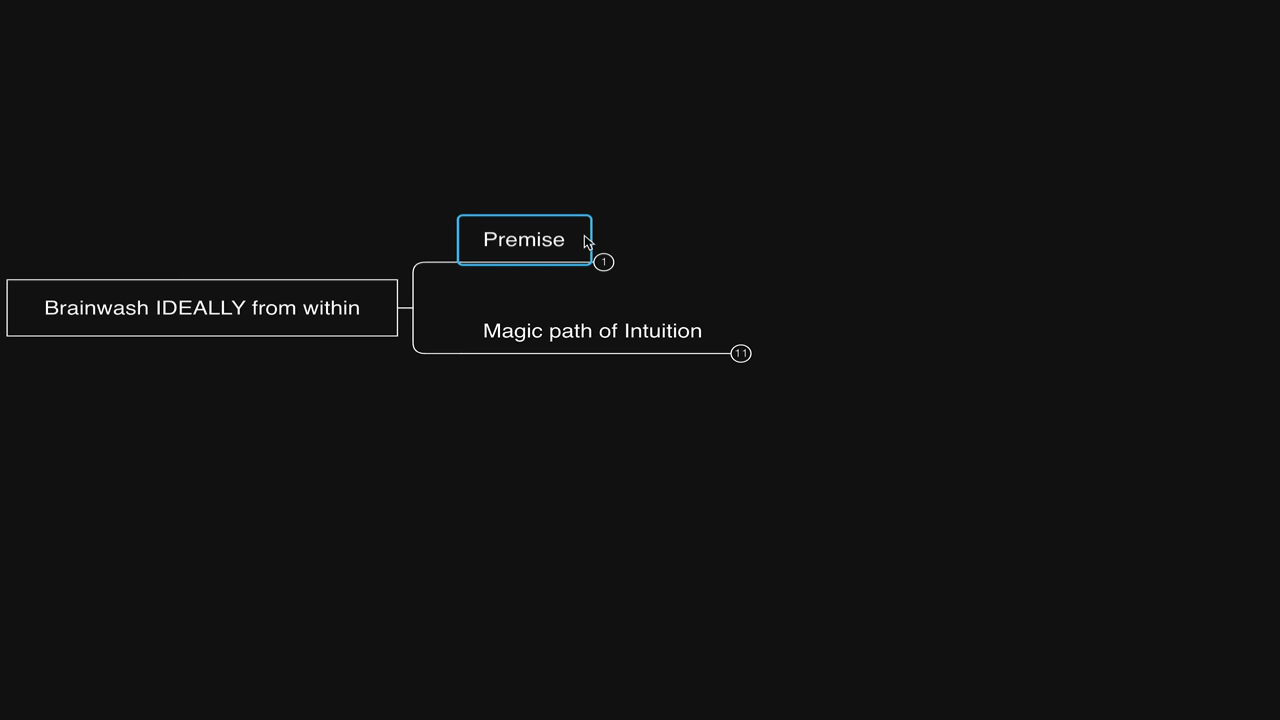 Premise
1
Brainwash IDEALLY from within
Magic path of Intuition
11